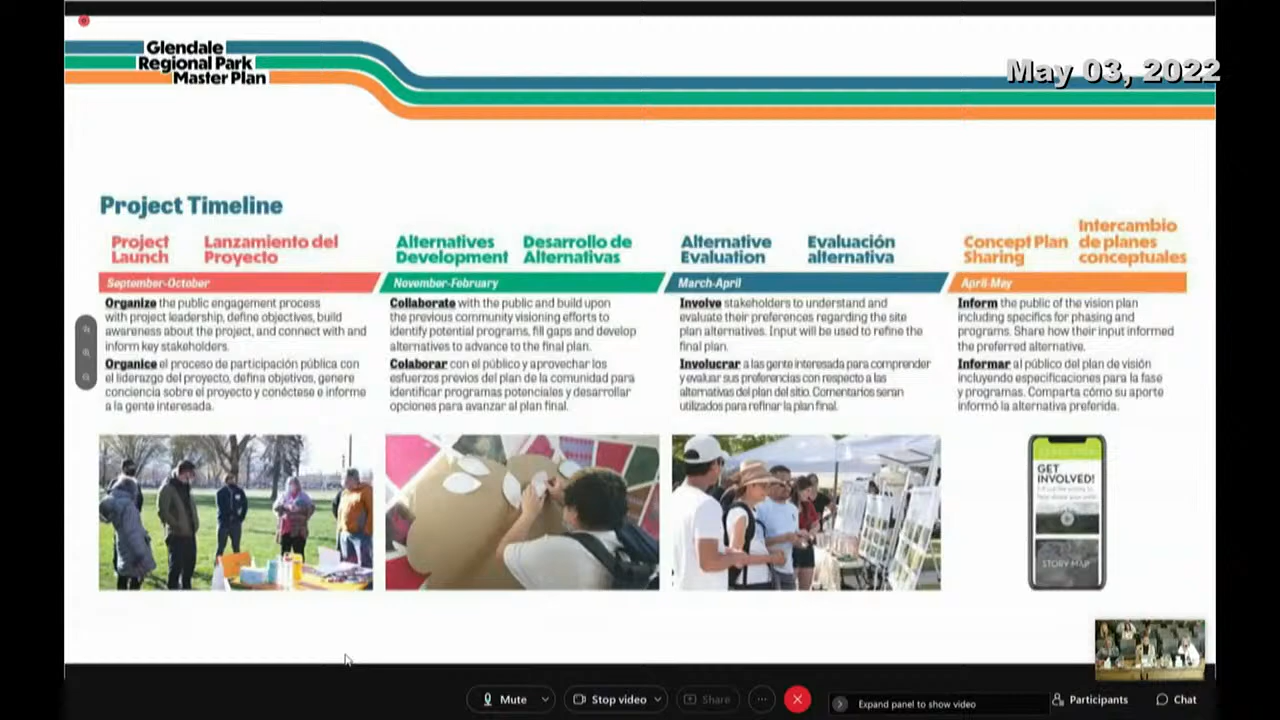 Glendale
Regional Park
Master Plan
May 03, 2022
Project Timeline
Project
Launch
Lanzamiento del
Proyecto
September-October
Organize the public engagement process
with project leadership, define objectives, build
awareness about the project, and connect with and
inform key stakeholders.
Organice el proceso de participación pública con
el liderazgo del proyecto, defina objetivos, genere
conciencia sobre el proyecto y conéctese e informe
a la gente interesada.
Alternatives
Development
Desarrollo de
Alternativas
November-February
Collaborate with the public and build upon
the previous community visioning efforts to
identify potential programs, fill gaps and develop
alternatives to advance to the final plan.
Colaborar con el público y aprovechar los
esfuerzos previos del plan de la comunidad para
identificar programas potenciales y desarrollar
opciones para avanzar al plan final.
Alternative
Evaluation
Evaluación
alternativa
March-April
Involve stakeholders to understand and
evaluate their preferences regarding the site
plan alternatives. Input will be used to refine the
final plan.
Involucrar a las gente interesada para comprender
y evaluar sus preferencias con respecto a las
alternativas del plan del sitio. Comentarios seran
utilizados para refinar la plan final.
Concept Plan
Sharing
Intercambio
de planes
conceptuales
April-May
Inform the public of the vision plan
including specifics for phasing and
programs. Share how their input informed
the preferred alternative.
Informar al público del plan de visión
incluyendo especificaciones para la fase
y programas. Comparta cómo su aporte
informó la alternativa preferida.
GET
INVOLVED!
STORY MAP
Mute
Stop video
Share
Expand panel to show video
Participants
Chat